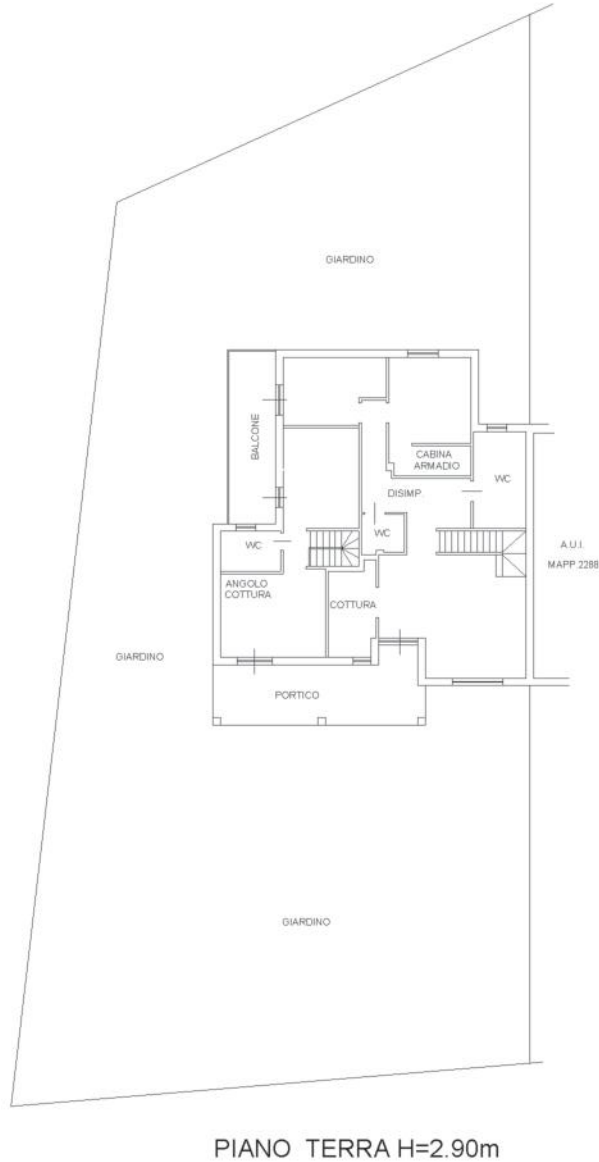 GIARDINO
BALCONE
CABINA
ARMADIO
WC
DISIMP
WC
WC
A.U.I.
MAPP.2288
ANGOLO
COTTURA
COTTURA
GIARDINO
PORTICO
GIARDINO
PIANO TERRA H=2.90m